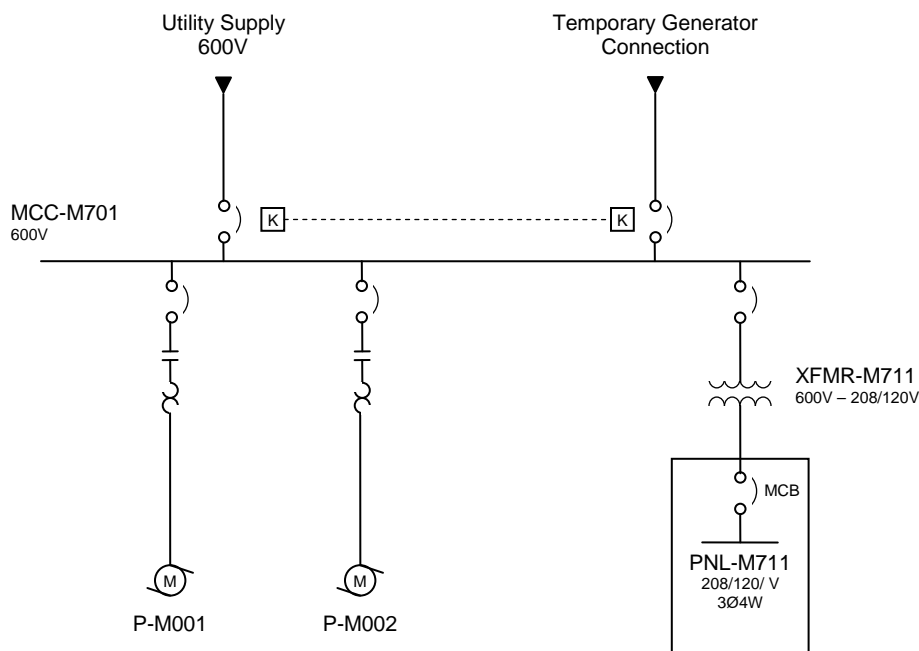 Utility Supply
600V
Temporary Generator
Connection
MCC-M701
600V
K
K
XFMR-M711
600V – 208/120V
MCB
PNL-M711
208/120/ V
3Ø4W
M
M
P-M001
P-M002